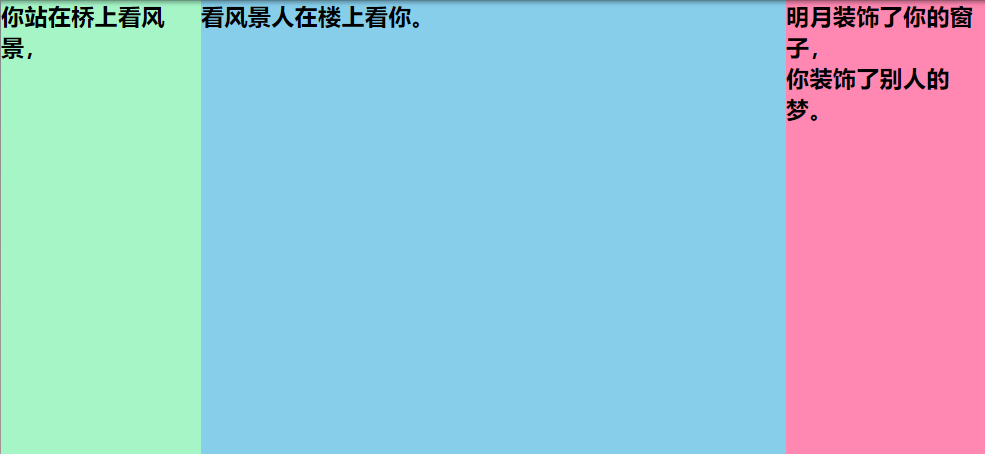 你站在桥上看风
景，
看风景人在楼上看你。
明月装饰了你的窗
子，
你装饰了别人的
梦。